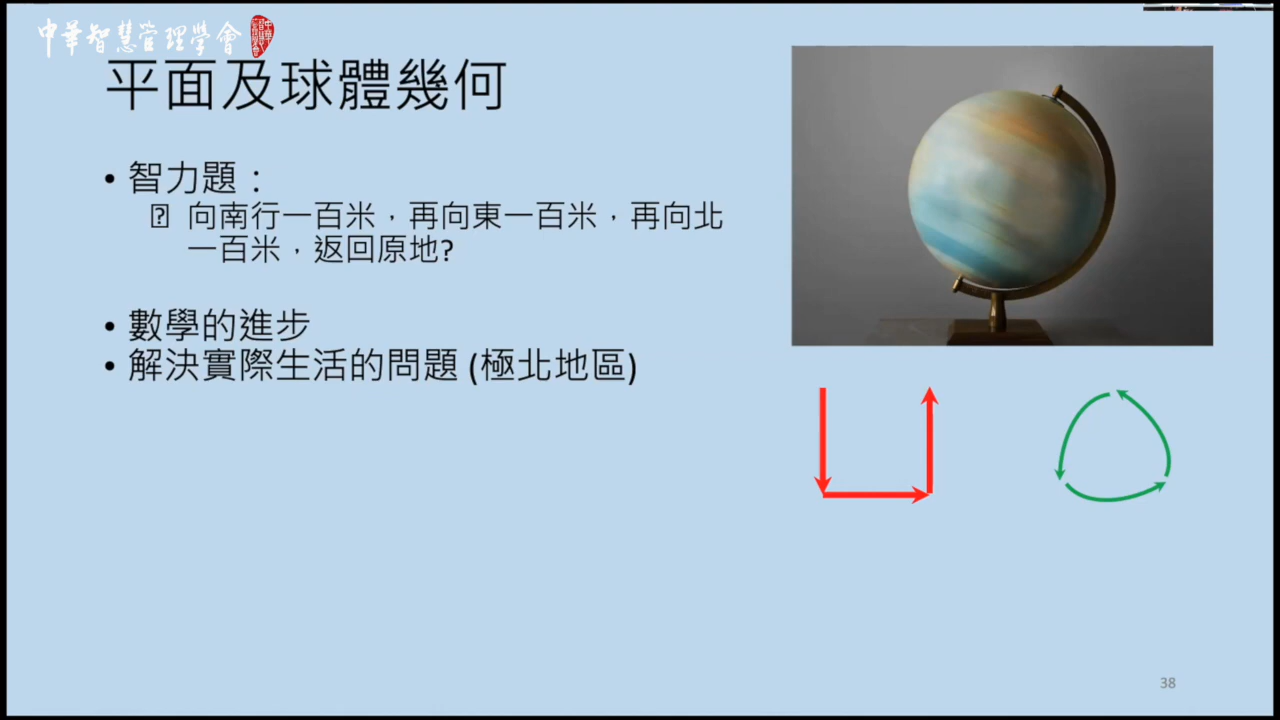 中華智慧管理學會
平面及球體幾何
• 智力題：
向南行一百米，再向東一百米，再向北
一百米，返回原地?
• 數學的進步
• 解決實際生活的問題 (極北地區)
38